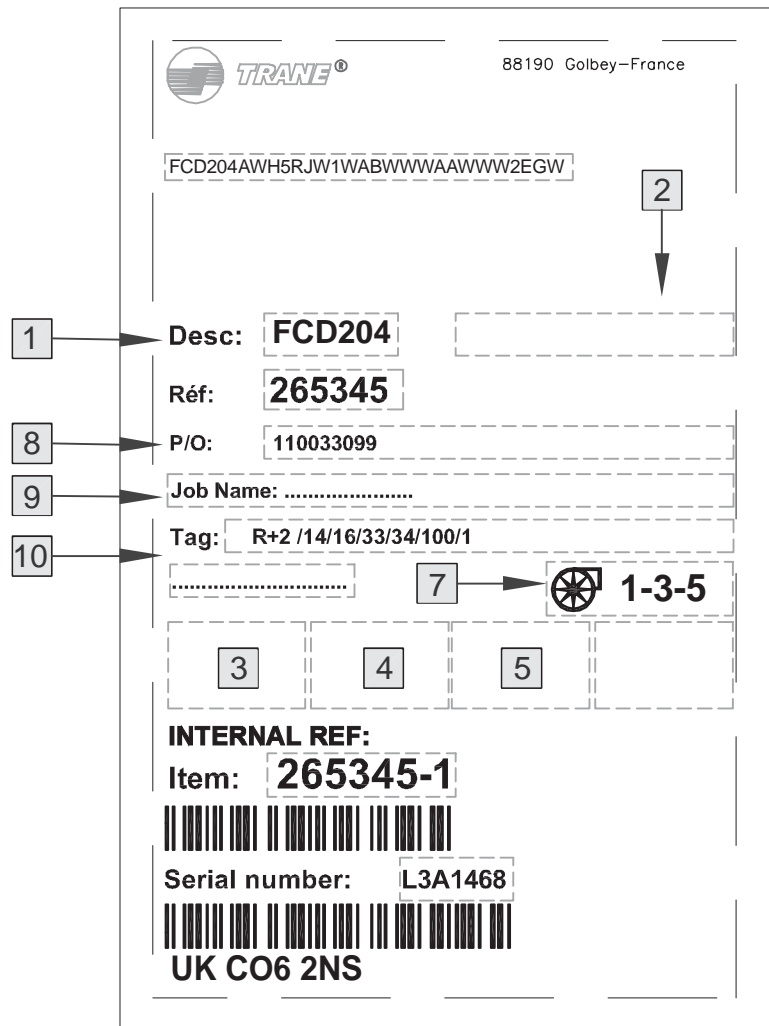 TRANE® 88190 Golbey-France
FCD204AWH5RJW1WABWWWAAWWW2EGW
2
1 Desc: FCD204
Réf: 265345
8 P/O: 110033099
9 Job Name: ......................
Tag: R+2 /14/16/33/34/100/1
10
.............................. 7 1-3-5
3 4 5
INTERNAL REF:
Item: 265345-1
Serial number: L3A1468
UK CO6 2NS